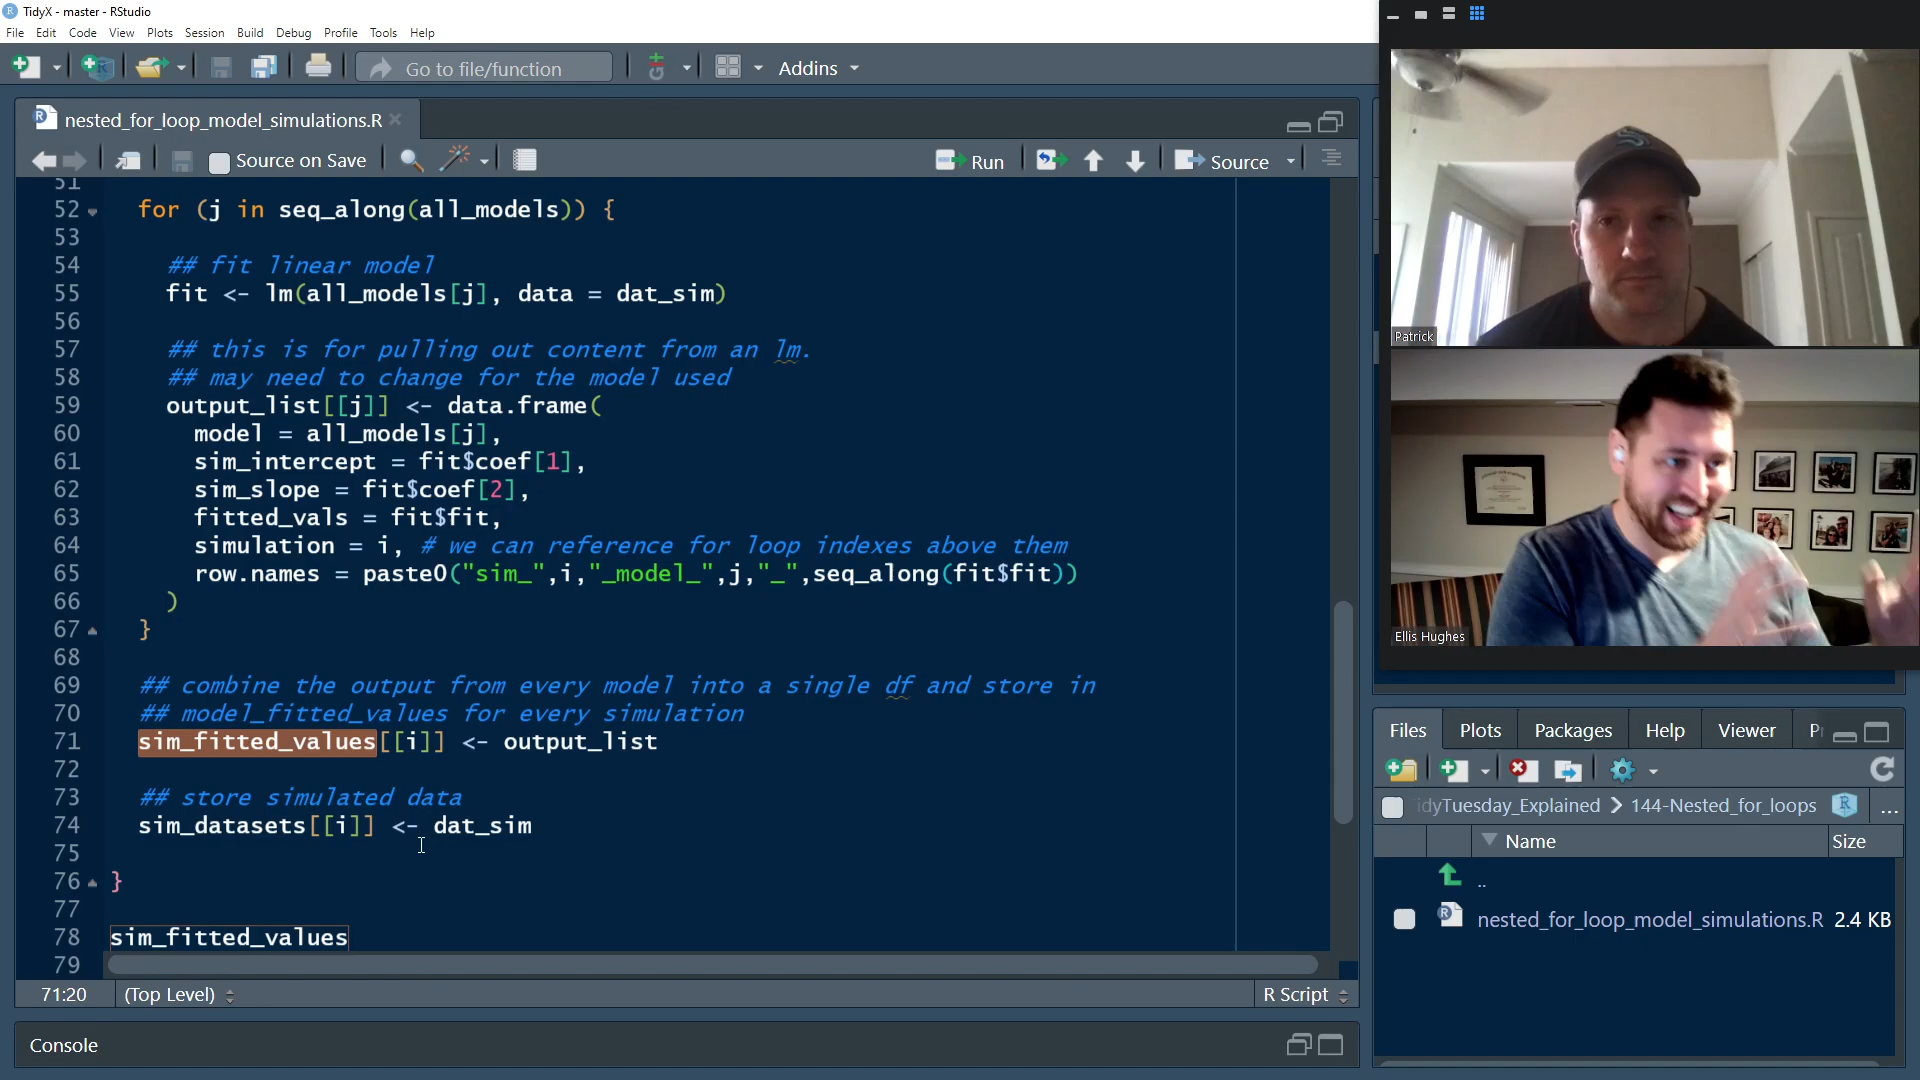 TidyX - master - RStudio
File Edit Code View Plots Session Build Debug Profile Tools Help
Go to file/function
Addins
nested_for_loop_model_simulations.R
Source on Save
Run
Source
51
52 for (j in seq_along(all_models)) {
53
54 ## fit linear model
55 fit <- lm(all_models[j], data = dat_sim)
56
57 ## this is for pulling out content from an lm.
58 ## may need to change for the model used
59 output_list[[j]] <- data.frame(
60 model = all_models[j],
61 sim_intercept = fit$coef[1],
62 sim_slope = fit$coef[2],
63 fitted_vals = fit$fit,
64 simulation = i, # we can reference for loop indexes above them
65 row.names = paste0("sim_",i,"_model_",j,"_",seq_along(fit$fit))
66 )
67 }
68
69 ## combine the output from every model into a single df and store in
70 ## model_fitted_values for every simulation
71 sim_fitted_values[[i]] <- output_list
72
73 ## store simulated data
74 sim_datasets[[i]] <- dat_sim
75
76 }
77
78 sim_fitted_values
79
71:20 (Top Level) R Script
Console
Patrick
Ellis Hughes
Files Plots Packages Help Viewer P
idyTuesday_Explained 144-Nested_for_loops ...
Name Size
..
nested_for_loop_model_simulations.R 2.4 KB